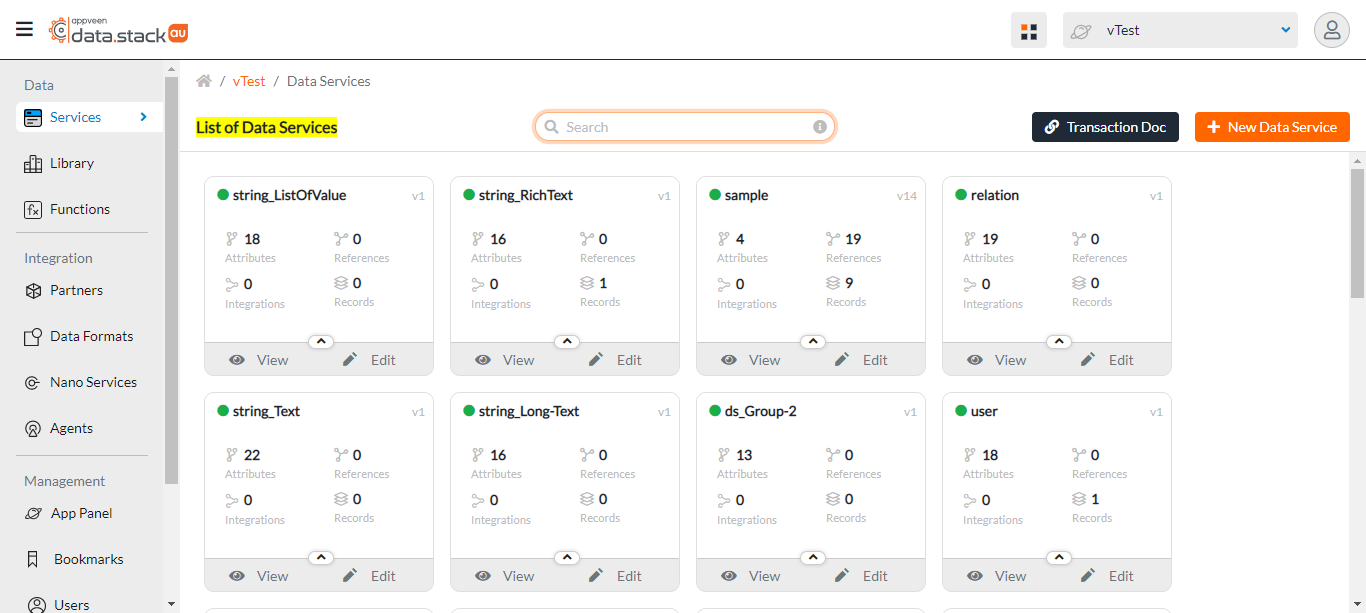 appveen
data.stack au
vTest
Data
Services
Library
Functions
Integration
Partners
Data Formats
Nano Services
Agents
Management
App Panel
Bookmarks
Users
/ vTest / Data Services
List of Data Services
Search
Transaction Doc
New Data Service
string_ListOfValue v1
18 0
Attributes References
0 0
Integrations Records
View Edit
string_RichText v1
16 0
Attributes References
0 1
Integrations Records
View Edit
sample v14
4 19
Attributes References
0 9
Integrations Records
View Edit
relation v1
19 0
Attributes References
0 0
Integrations Records
View Edit
string_Text v1
22 0
Attributes References
0 0
Integrations Records
View Edit
string_Long-Text v1
16 0
Attributes References
0 0
Integrations Records
View Edit
ds_Group-2 v1
13 0
Attributes References
0 0
Integrations Records
View Edit
user v1
18 0
Attributes References
0 1
Integrations Records
View Edit